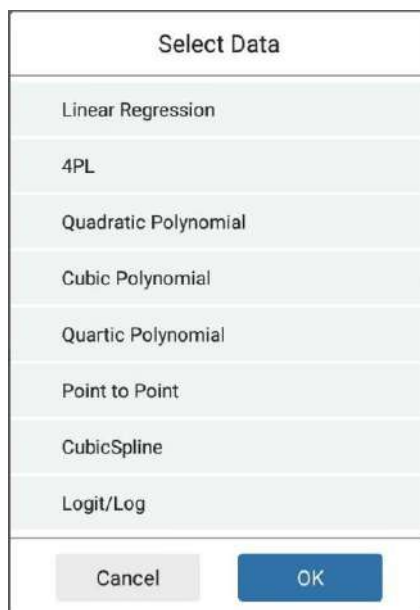 Select Data
Linear Regression
4PL
Quadratic Polynomial
Cubic Polynomial
Quartic Polynomial
Point to Point
CubicSpline
Logit/Log
Cancel OK